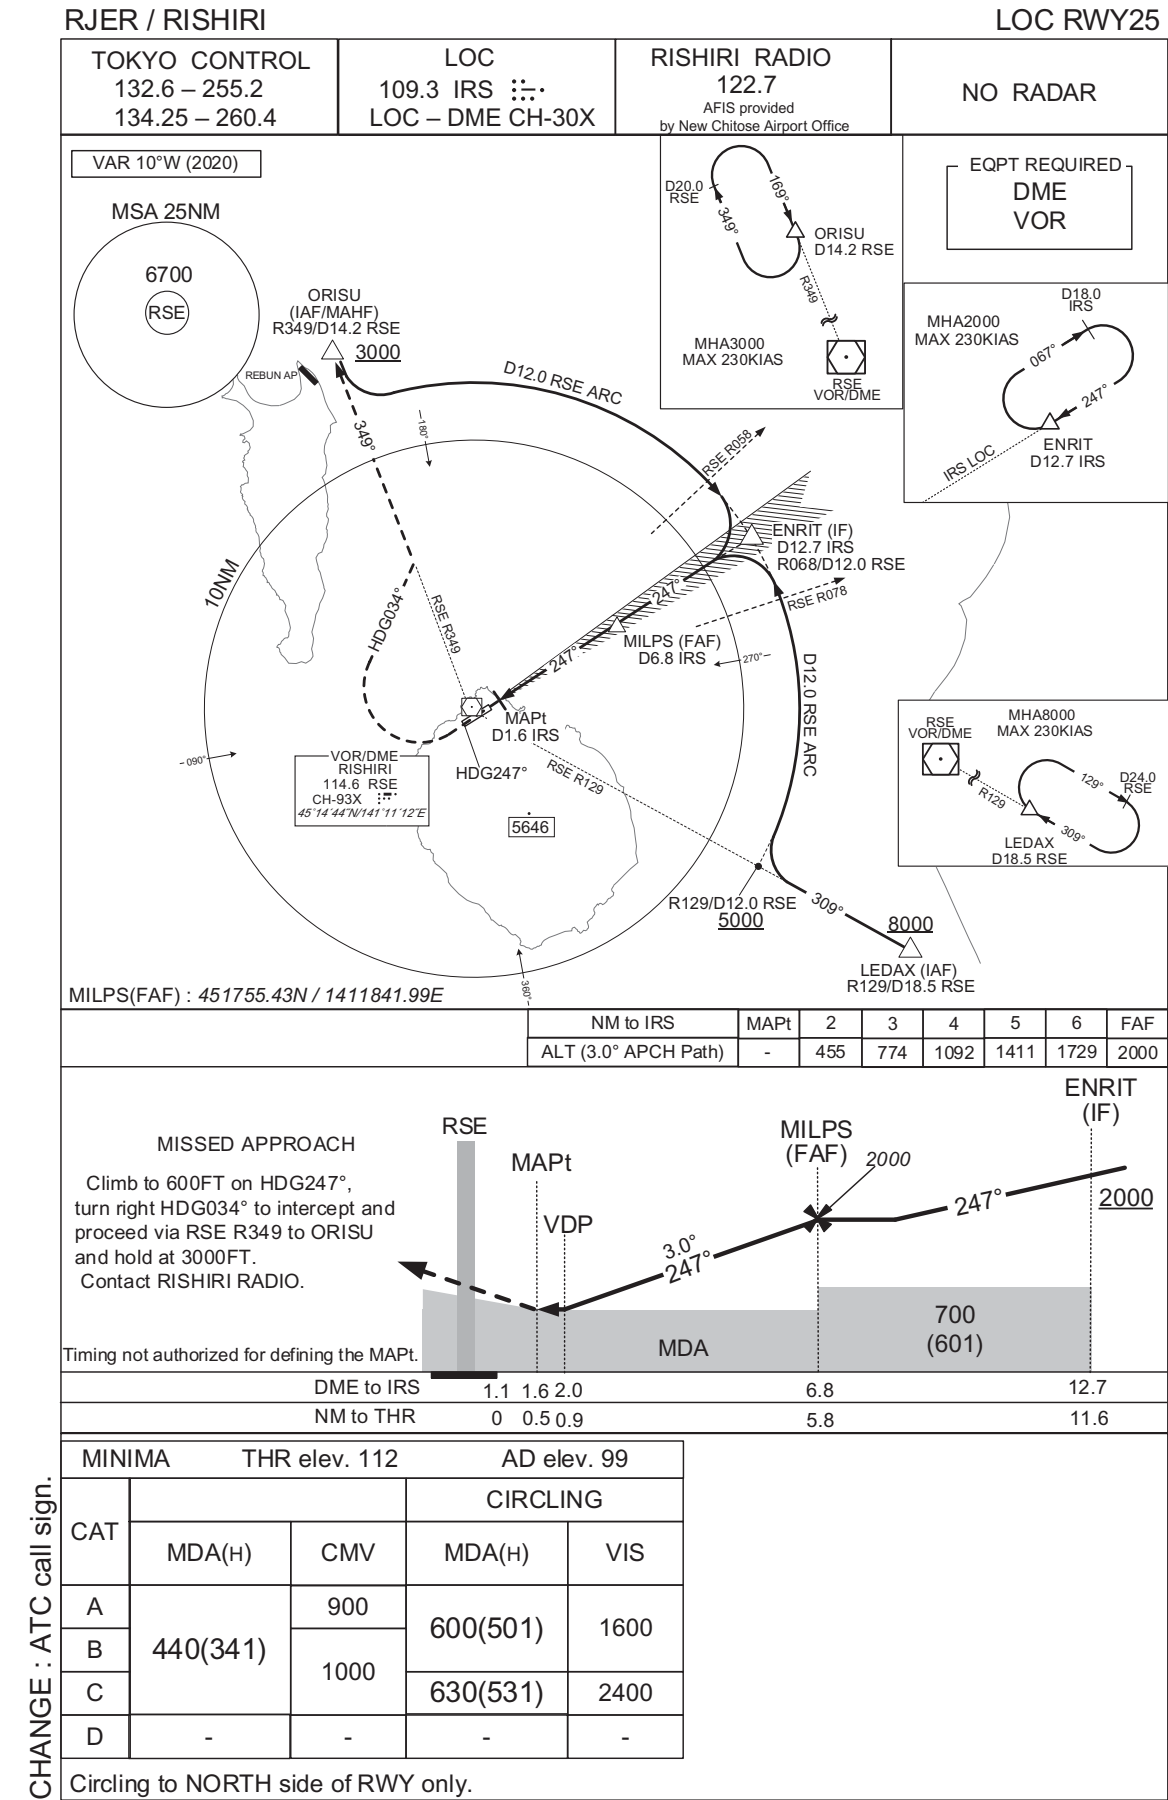 RJER / RISHIRI
LOC RWY25
TOKYO CONTROL
132.6 – 255.2
134.25 – 260.4
LOC
109.3 IRS
LOC – DME CH-30X
RISHIRI RADIO
122.7
AFIS provided
by New Chitose Airport Office
NO RADAR
VAR 10°W (2020)
MSA 25NM
6700
RSE
ORISU
(IAF/MAHF)
R349/D14.2 RSE
3000
REBUN AP
D20.0
RSE
169°
349°
ORISU
D14.2 RSE
R349
MHA3000
MAX 230KIAS
RSE
VOR/DME
EQPT REQUIRED
DME
VOR
D18.0
IRS
MHA2000
MAX 230KIAS
067°
247°
ENRIT
D12.7 IRS
IRS LOC
D12.0 RSE ARC
180°
349°
RSE R058
ENRIT (IF)
D12.7 IRS
R068/D12.0 RSE
10NM
HDG034°
RSE R349
247°
RSE R078
MILPS (FAF)
D6.8 IRS
247°
270°
D12.0 RSE ARC
MAPt
D1.6 IRS
090°
HDG247°
RSE R129
VOR/DME
RISHIRI
114.6 RSE
CH-93X
45°14'44"N/141°11'12"E
5646
RSE
VOR/DME
MHA8000
MAX 230KIAS
129°
D24.0
RSE
R129
309°
LEDAX
D18.5 RSE
R129/D12.0 RSE
5000
309°
8000
LEDAX (IAF)
R129/D18.5 RSE
360°
MILPS(FAF) : 451755.43N / 1411841.99E
NM to IRS MAPt 2 3 4 5 6 FAF
ALT (3.0° APCH Path) - 455 774 1092 1411 1729 2000
MISSED APPROACH
Climb to 600FT on HDG247°,
turn right HDG034° to intercept and
proceed via RSE R349 to ORISU
and hold at 3000FT.
Contact RISHIRI RADIO.
RSE
MAPt
VDP
MILPS
(FAF)
2000
ENRIT
(IF)
2000
247°
3.0°
247°
700
(601)
MDA
Timing not authorized for defining the MAPt.
DME to IRS 1.1 1.6 2.0 6.8 12.7
NM to THR 0 0.5 0.9 5.8 11.6
MINIMA THR elev. 112 AD elev. 99
CAT
CIRCLING
MDA(H) CMV MDA(H) VIS
A 900
B 440(341) 1000 600(501) 1600
C 630(531) 2400
D - - - -
Circling to NORTH side of RWY only.
CHANGE : ATC call sign.